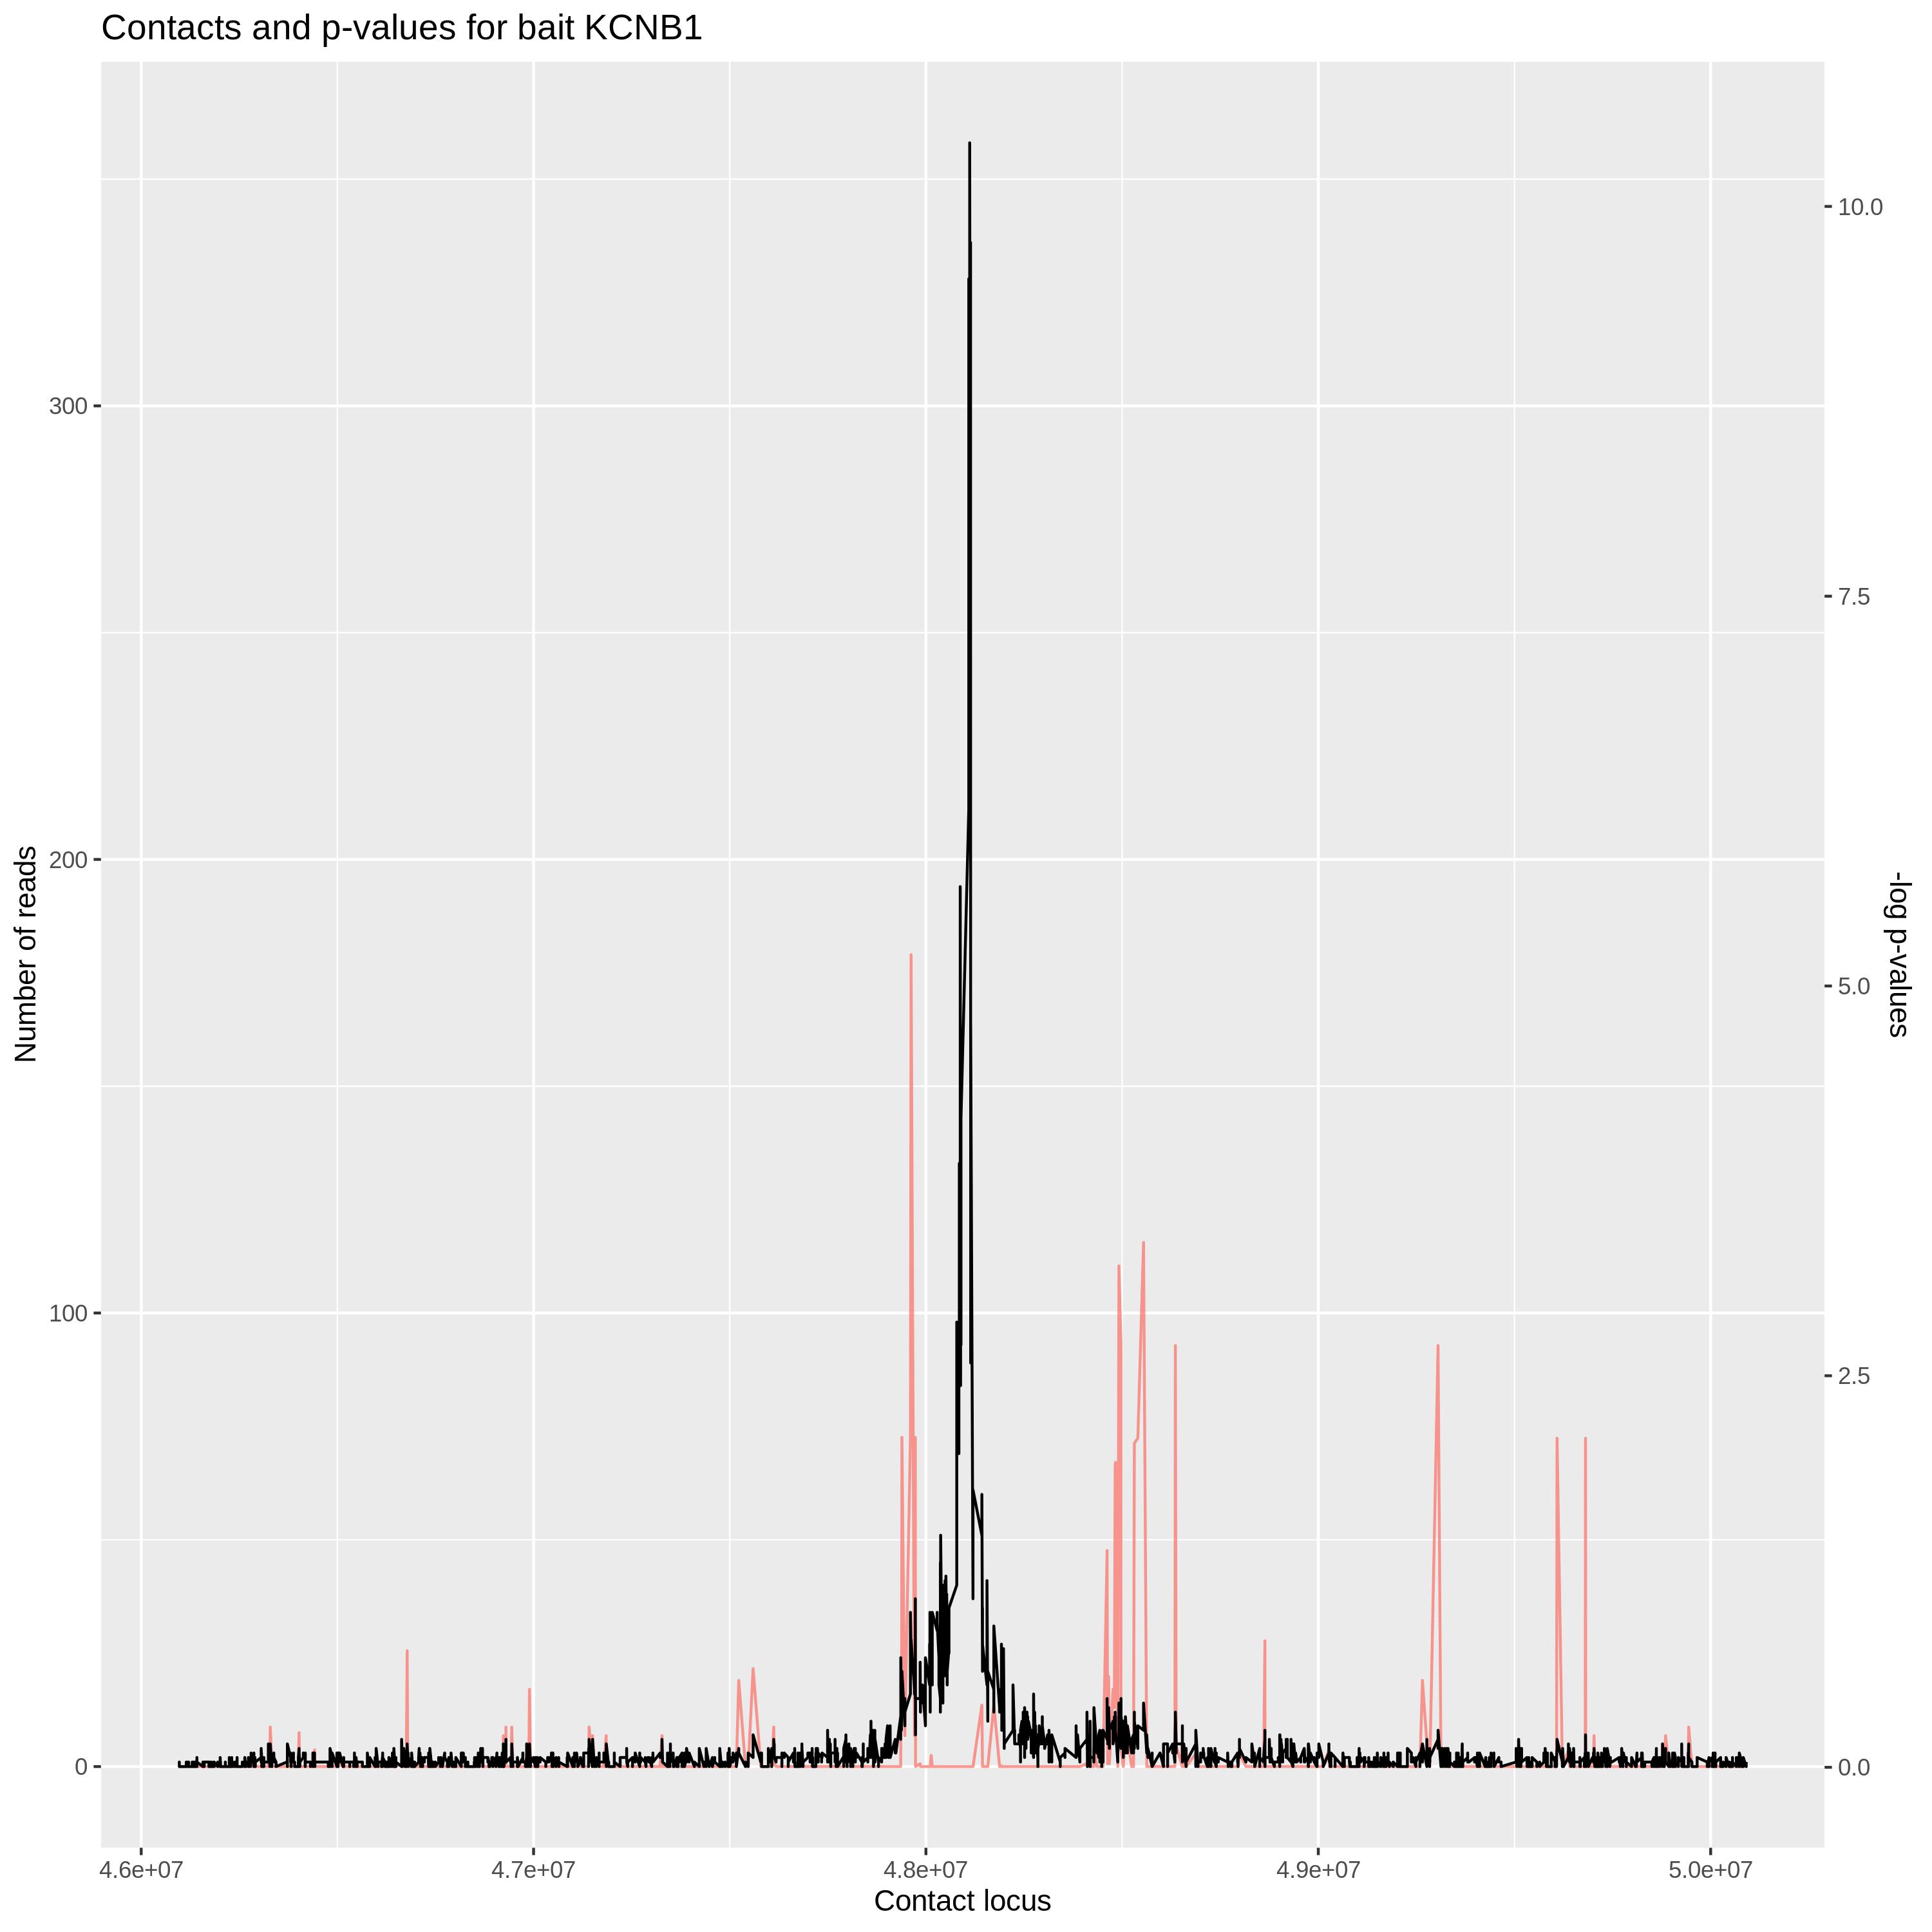 Contacts and p-values for bait KCNB1
Number of reads
300
200
100
0
10.0
7.5
5.0
2.5
0.0
-log p-values
4.6e+07
4.7e+07
4.8e+07
4.9e+07
5.0e+07
Contact locus